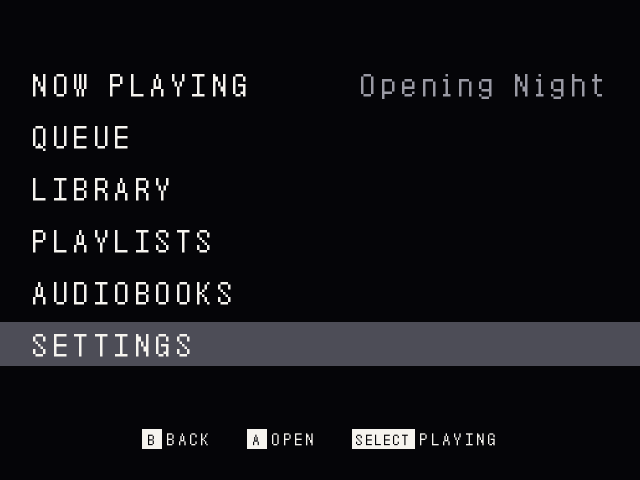 NOW PLAYING Opening Night
QUEUE
LIBRARY
PLAYLISTS
AUDIOBOOKS
SETTINGS
B BACK A OPEN SELECT PLAYING